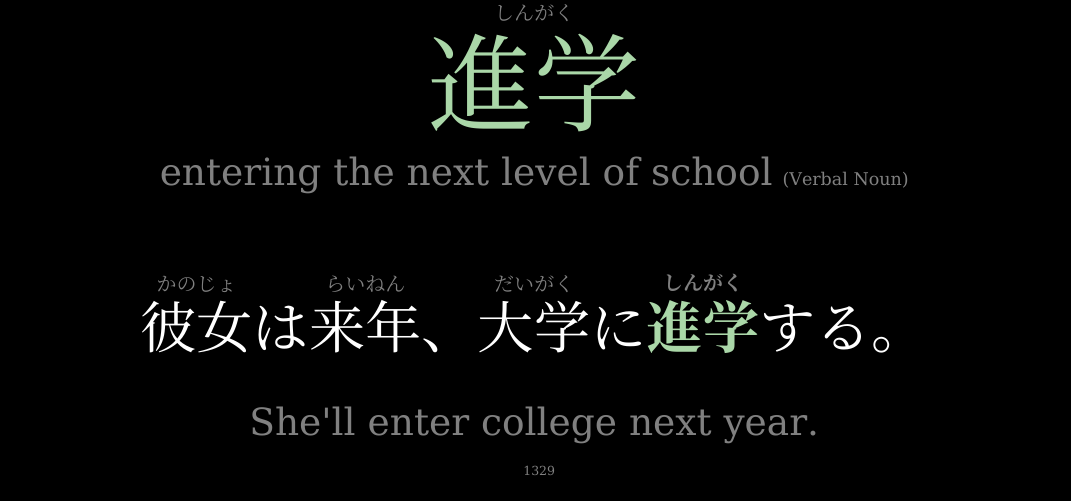 しんがく
進学
entering the next level of school (Verbal Noun)
かのじょ らいねん だいがく しんがく
彼女は来年、大学に進学する。
She'll enter college next year.
1329